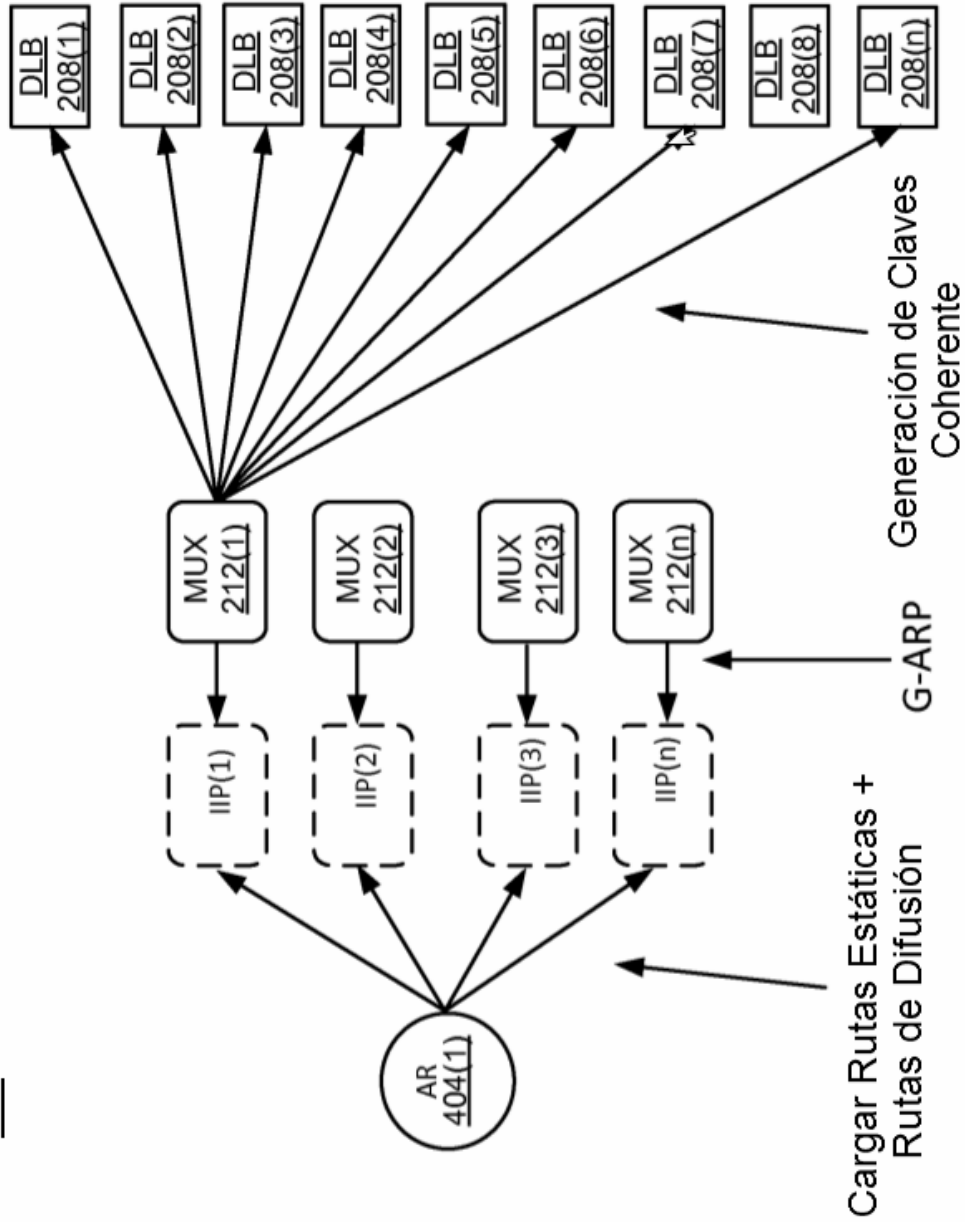 DLB
208(1)
DLB
208(2)
DLB
208(3)
DLB
208(4)
DLB
208(5)
DLB
208(6)
DLB
208(7)
DLB
208(8)
DLB
208(n)
MUX
212(1)
MUX
212(2)
MUX
212(3)
MUX
212(n)
IIP(1)
IIP(2)
IIP(3)
IIP(n)
AR
404(1)
Cargar Rutas Estáticas +
Rutas de Difusión
G-ARP
Generación de Claves
Coherente